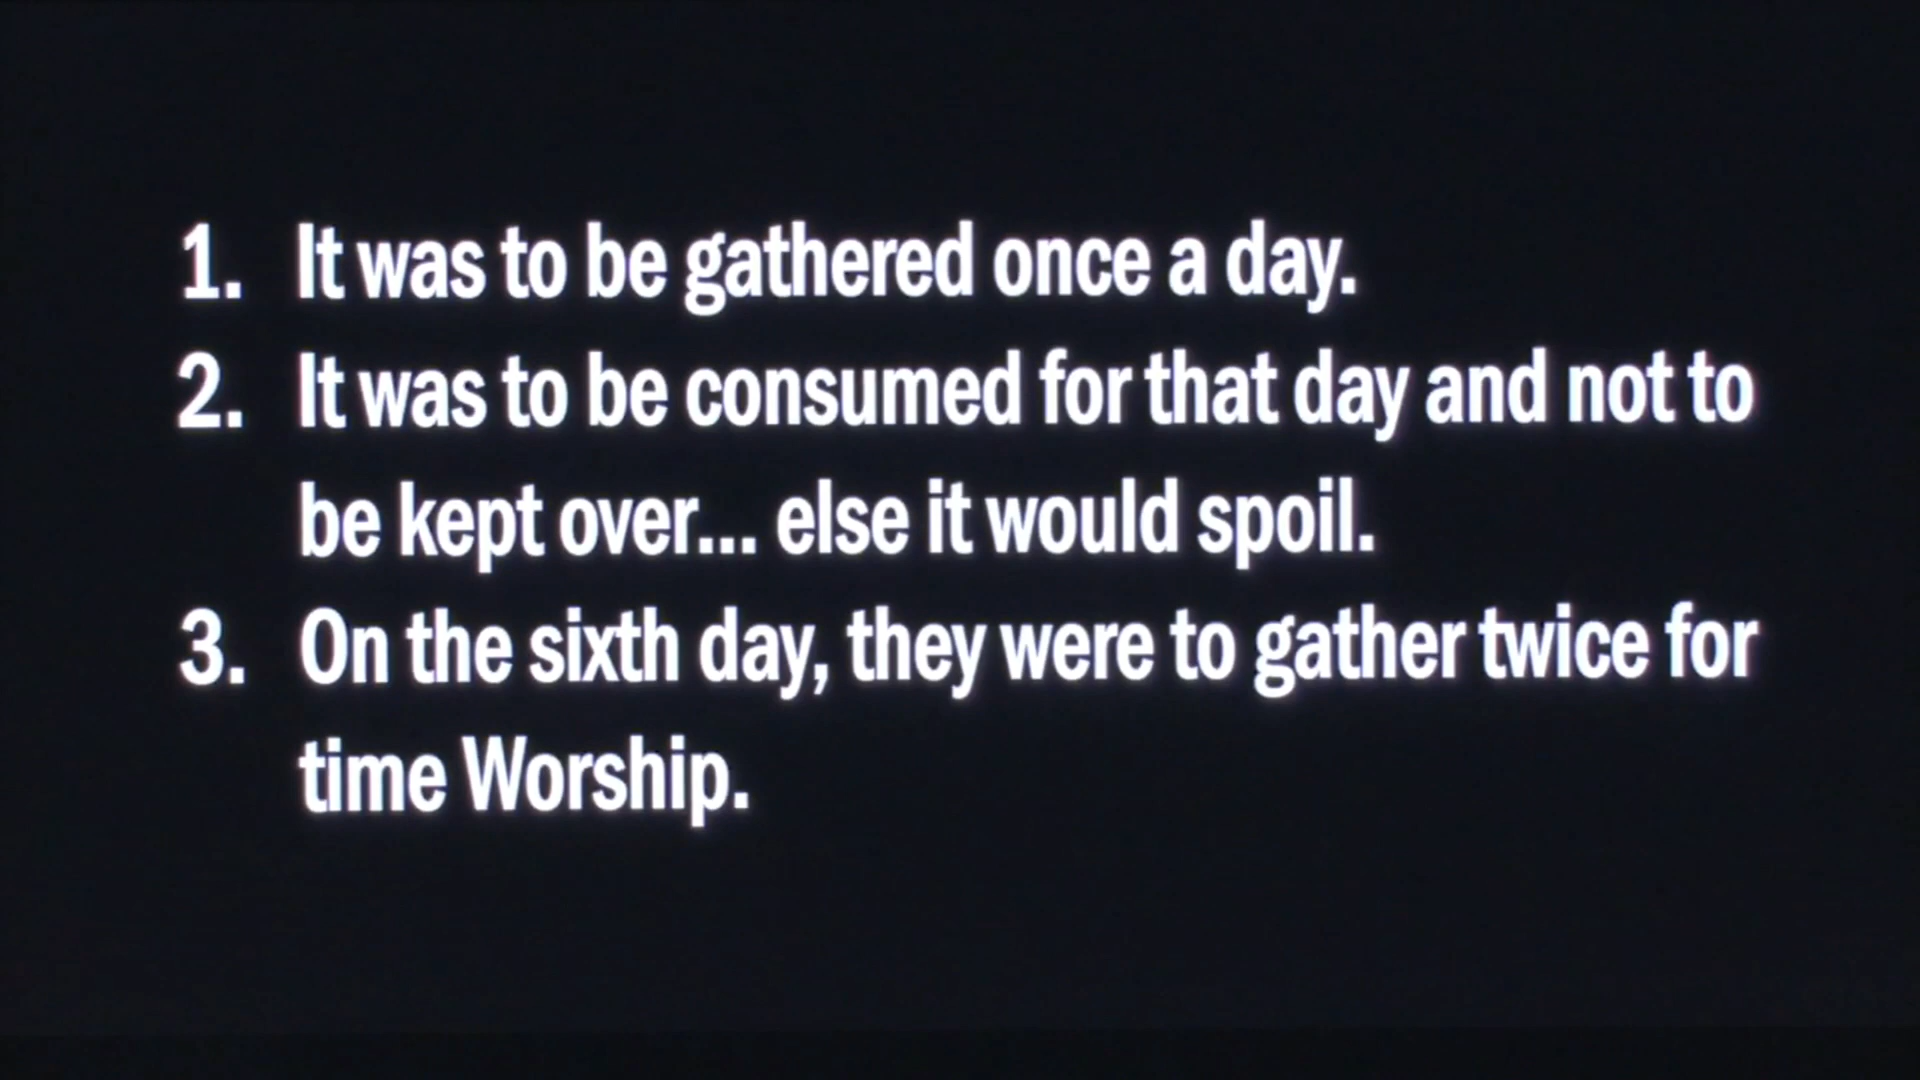 1. It was to be gathered once a day.
2. It was to be consumed for that day and not to
be kept over... else it would spoil.
3. On the sixth day, they were to gather twice for
time Worship.